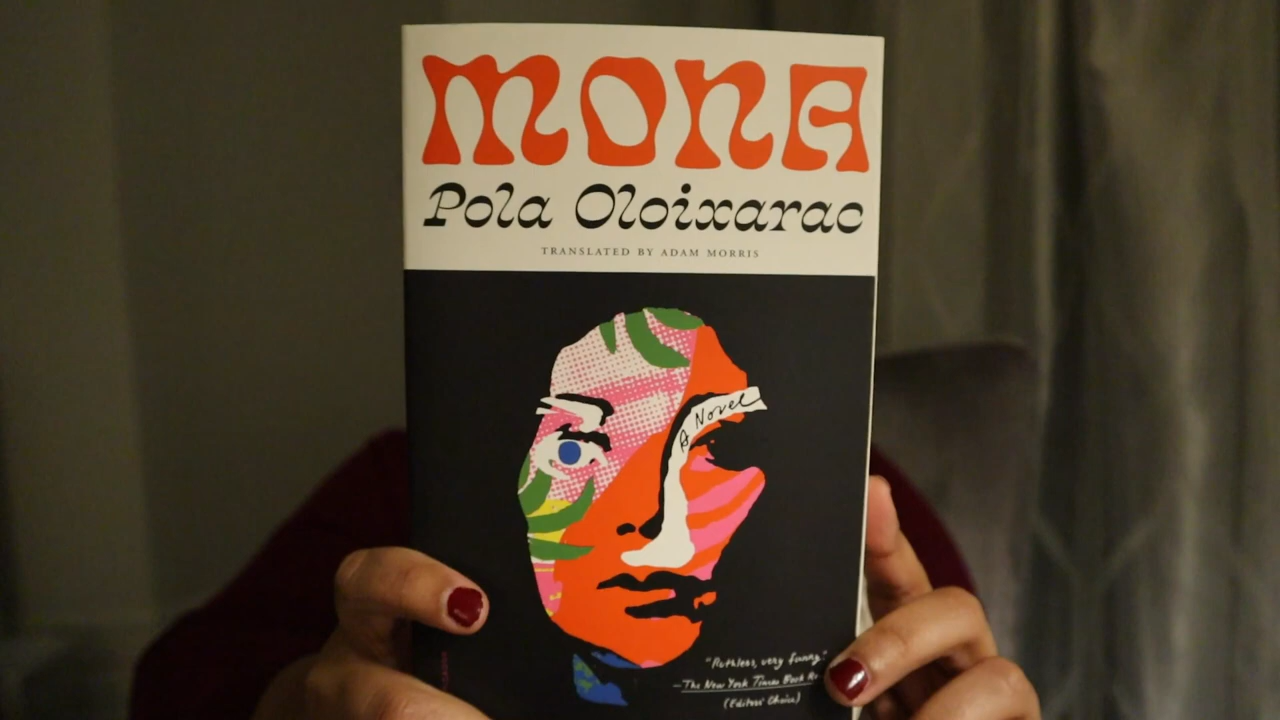 MONA
Pola Oloixarac
TRANSLATED BY ADAM MORRIS
A Novel
"Ruthless, very funny."
—The New York Times Book
(Editors' Choice)